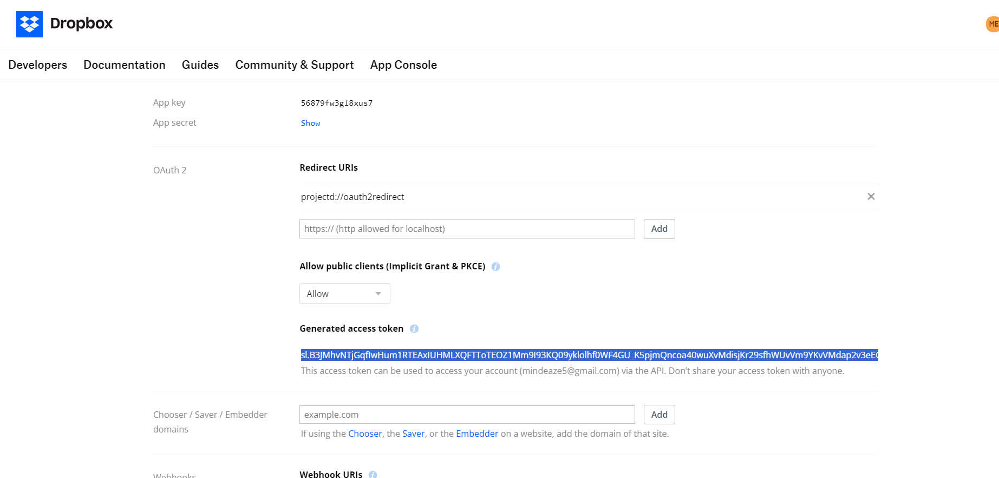 Dropbox
ME
Developers Documentation Guides Community & Support App Console
App key 56879fw3gl8xus7
App secret Show
OAuth 2 Redirect URIs
projectd://oauth2redirect
https:// (http allowed for localhost) Add
Allow public clients (Implicit Grant & PKCE)
Allow
Generated access token
sl.B3JMhvNTjGqfIwHum1RTEAxIUHMLXQFTToTEOZ1Mm9I93KQ09yklolhf0WF4GU_K5pjmQncoa40wuXvMdisjKr29sfhWUvVm9YKvVMdap2v3eE
This access token can be used to access your account (mindeaze5@gmail.com) via the API. Don’t share your access token with anyone.
Chooser / Saver / Embedder domains
example.com Add
If using the Chooser, the Saver, or the Embedder on a website, add the domain of that site.
Webhooks Webhook URIs